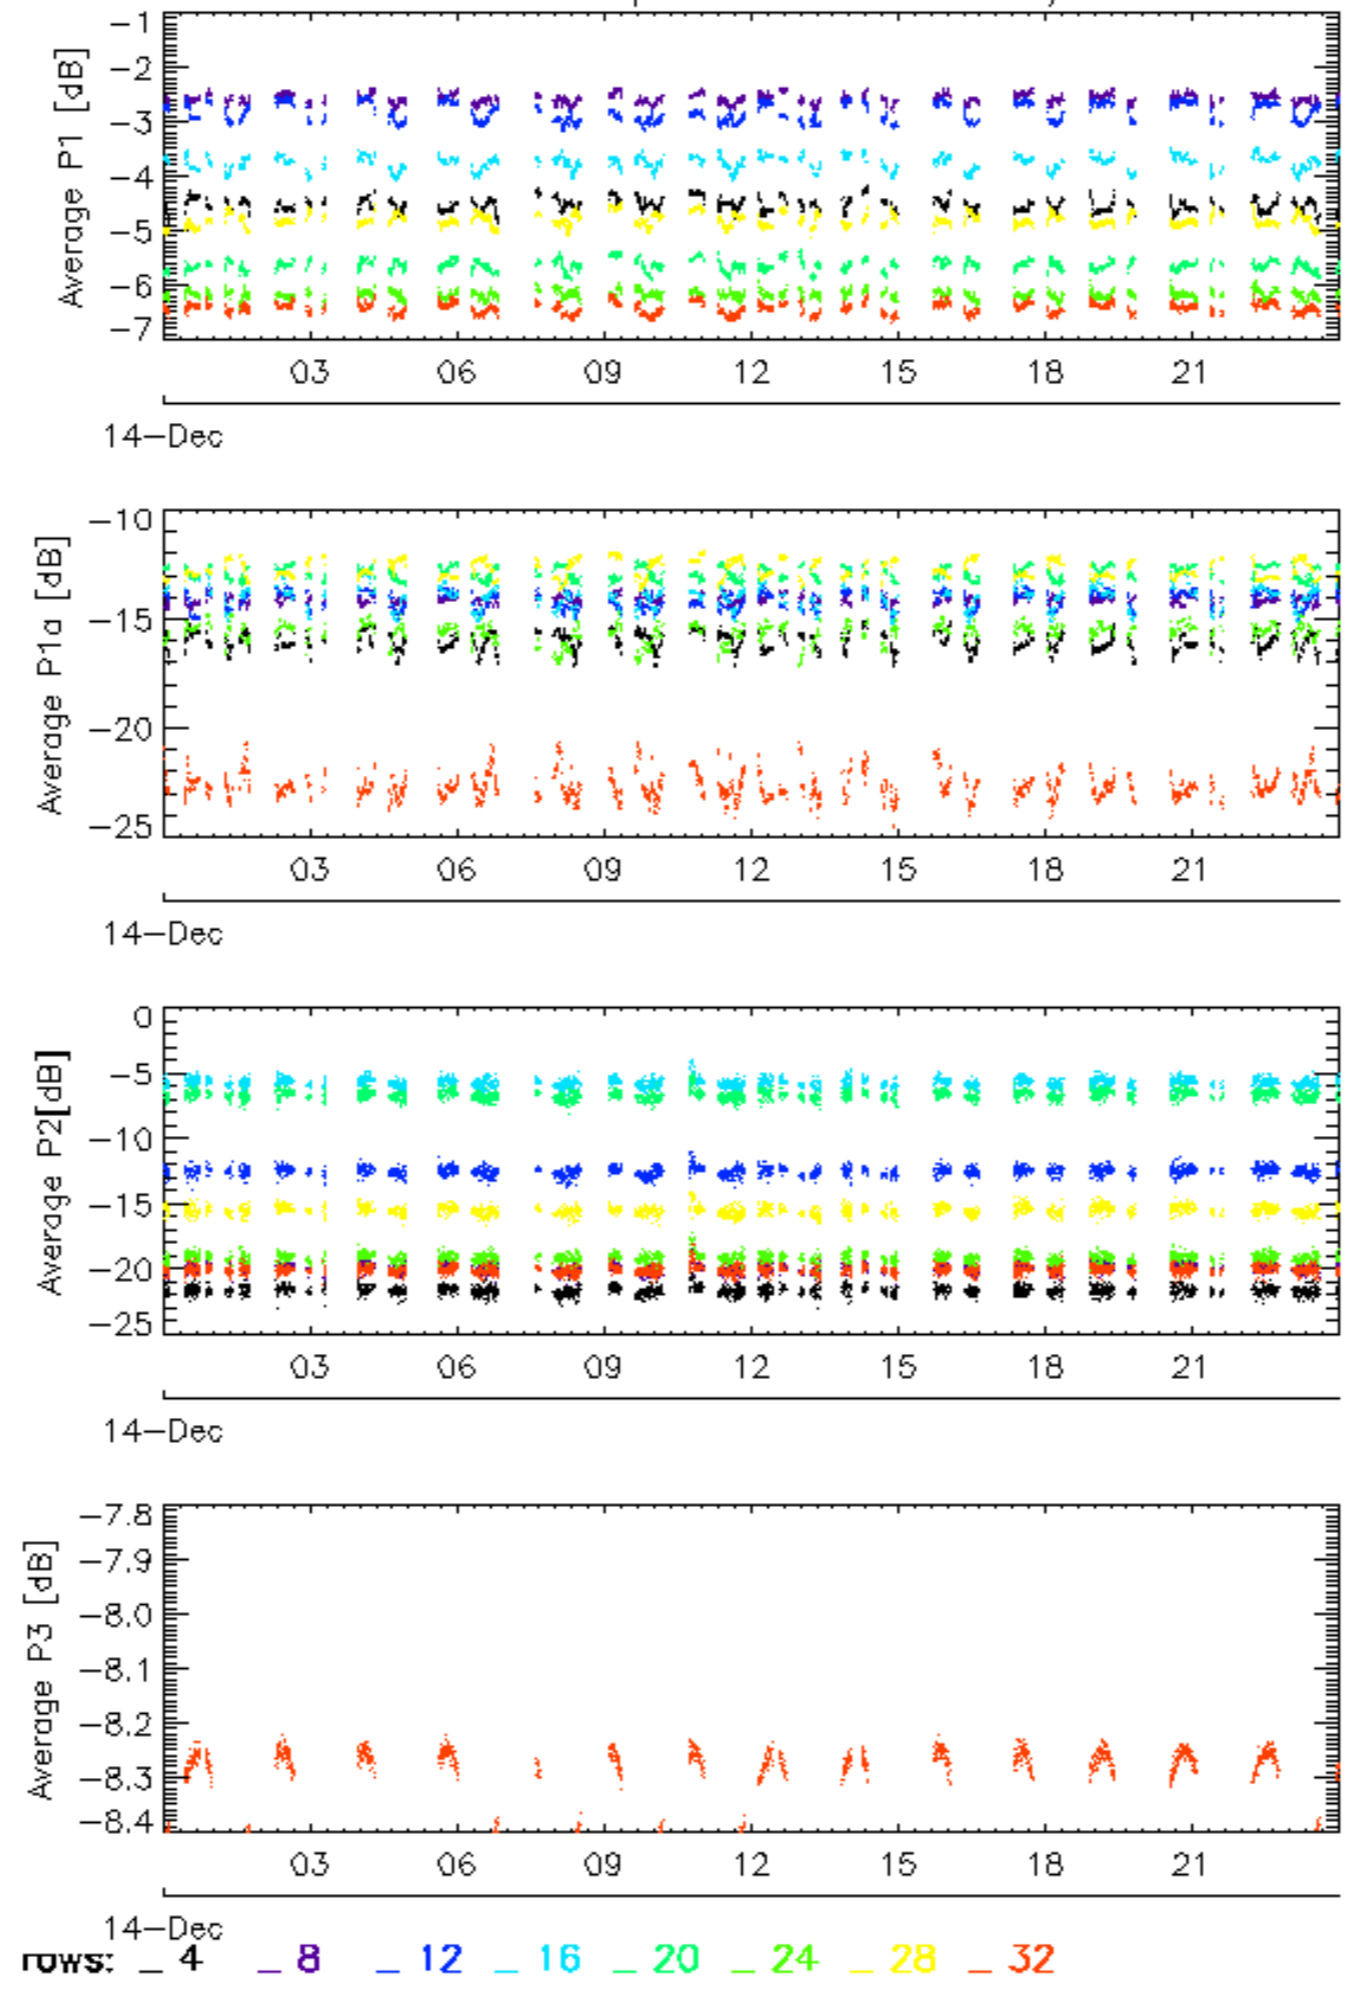 Average P1 [dB]
-1
-2
-3
-4
-5
-6
-7
03 06 09 12 15 18 21
14-Dec
Average P1a [dB]
-10
-15
-20
-25
03 06 09 12 15 18 21
14-Dec
Average P2[dB]
0
-5
-10
-15
-20
-25
03 06 09 12 15 18 21
14-Dec
Average P3 [dB]
-7.8
-7.9
-8.0
-8.1
-8.2
-8.3
-8.4
03 06 09 12 15 18 21
14-Dec
rows: _ 4 _ 8 _ 12 _ 16 _ 20 _ 24 _ 28 _ 32